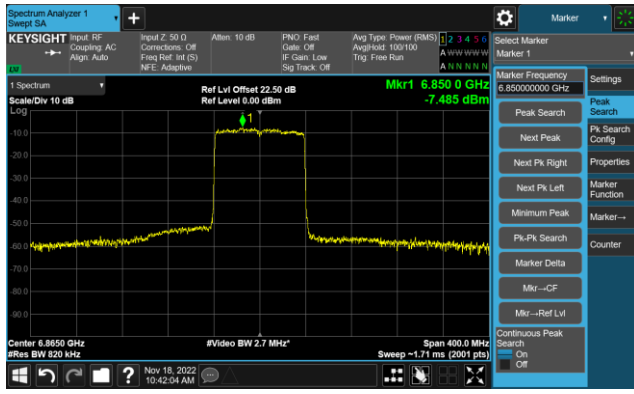 Spectrum Analyzer 1
Swept SA
+
Marker
KEYSIGHT
Input: RF
Coupling: AC
Align: Auto
Input Z: 50 Ω
Corrections: Off
Freq Ref: Int (S)
NFE: Adaptive
Atten: 10 dB
PNO: Fast
Gate: Off
IF Gain: Low
Sig Track: Off
Avg Type: Power (RMS)
Avg|Hold: 100/100
Trig: Free Run
1 2 3 4 5 6
A W W W W W
A N N N N N
Select Marker
Marker 1
1 Spectrum
Scale/Div 10 dB
Log
Ref Lvl Offset 22.50 dB
Ref Level 0.00 dBm
Mkr1 6.850 0 GHz
-7.485 dBm
1
-10.0
-20.0
-30.0
-40.0
-50.0
-60.0
-70.0
-80.0
-90.0
Center 6.8650 GHz
#Res BW 820 kHz
#Video BW 2.7 MHz*
Span 400.0 MHz
Sweep ~1.71 ms (2001 pts)
Marker Frequency
6.850000000 GHz
Peak Search
Next Peak
Next Pk Right
Next Pk Left
Minimum Peak
Pk-Pk Search
Marker Delta
Mkr→CF
Mkr→Ref Lvl
Continuous Peak
Search
On
Off
Settings
Peak
Search
Pk Search
Config
Properties
Marker
Function
Marker→
Counter
?
Nov 18, 2022
10:42:04 AM